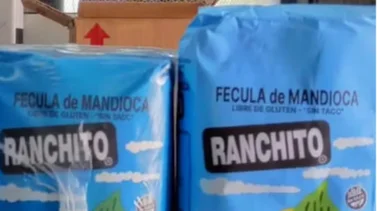 FECULA de MANDIOCA
LIBRE DE GLUTEN - "SIN TACC"
RANCHITO
FECULA de MANDIOCA
LIBRE DE GLUTEN - "SIN TACC"
RANCHITO